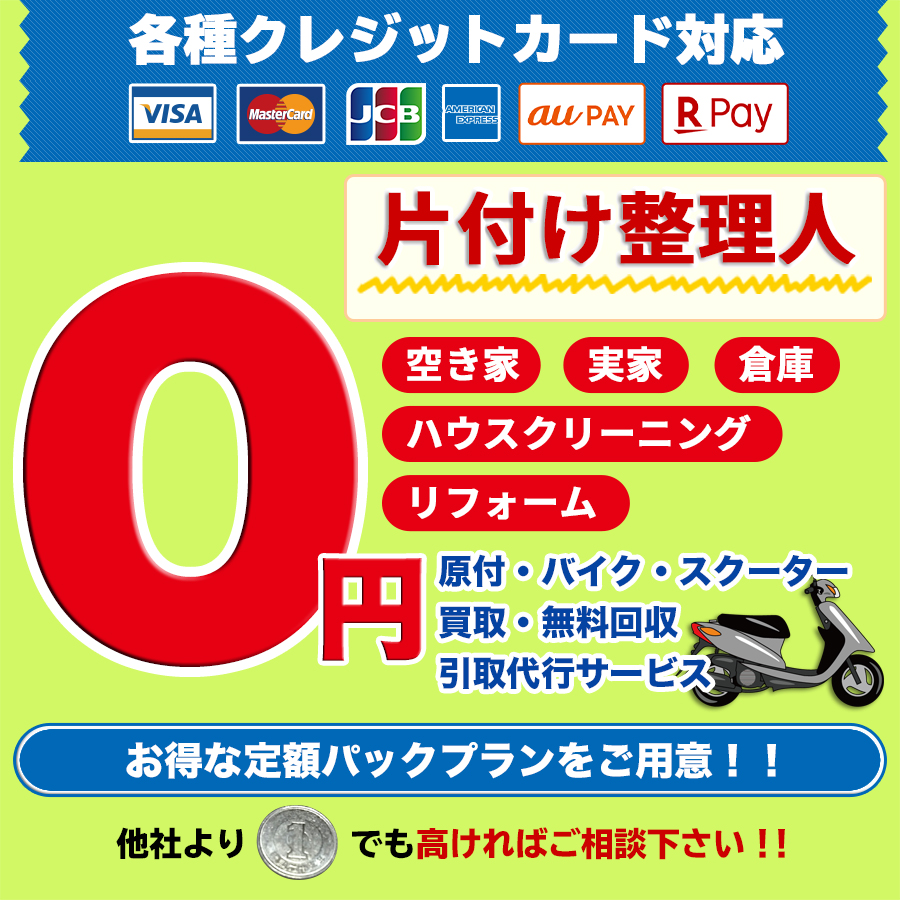 各種クレジットカード対応
VISA MasterCard JCB AMERICAN EXPRESS au PAY R Pay
片付け整理人
空き家 実家 倉庫
ハウスクリーニング
リフォーム
0円
原付・バイク・スクーター
買取・無料回収
引取代行サービス
お得な定額パックプランをご用意！！
他社より 1 でも高ければご相談下さい！！